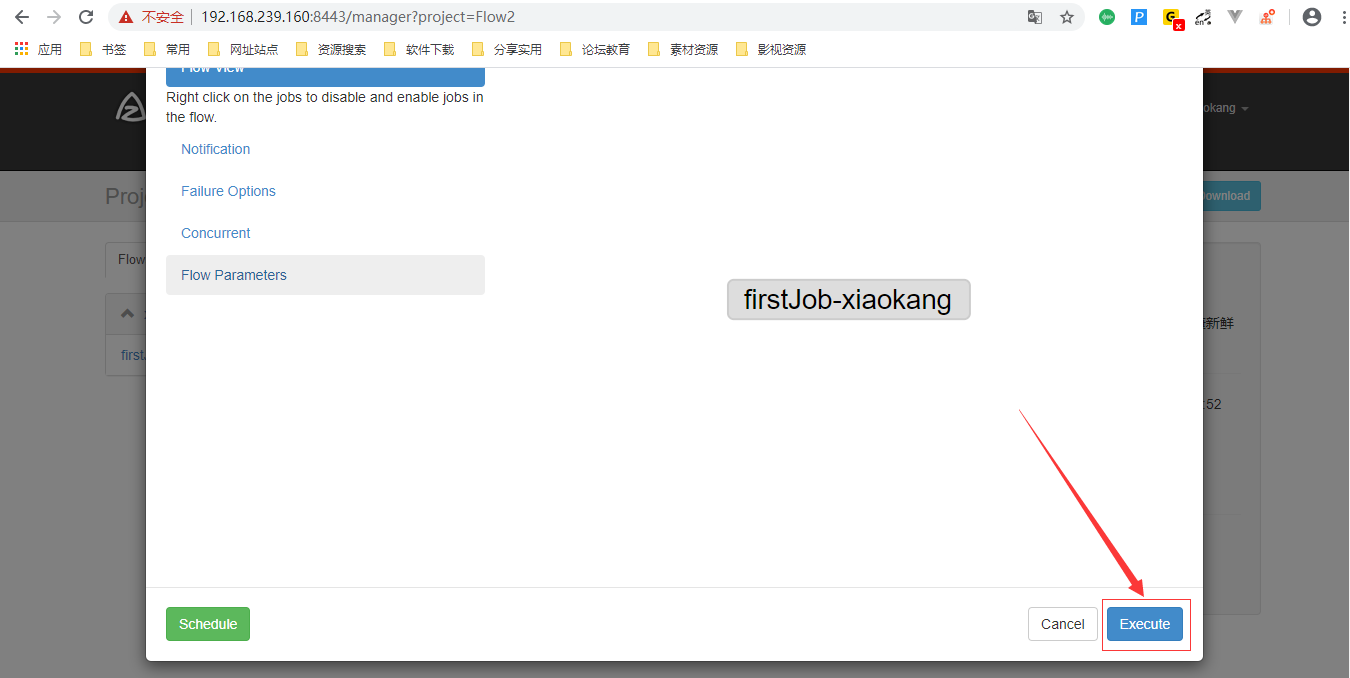 不安全 192.168.239.160:8443/manager?project=Flow2
应用 书签 常用 网址站点 资源搜索 软件下载 分享实用 论坛教育 素材资源 影视资源
Flow View
Right click on the jobs to disable and enable jobs in
the flow.
okang
Proj
ownload
Notification
Failure Options
Concurrent
Flow
Flow Parameters
firstJob-xiaokang
新鲜
first
:52
Schedule
Cancel
Execute